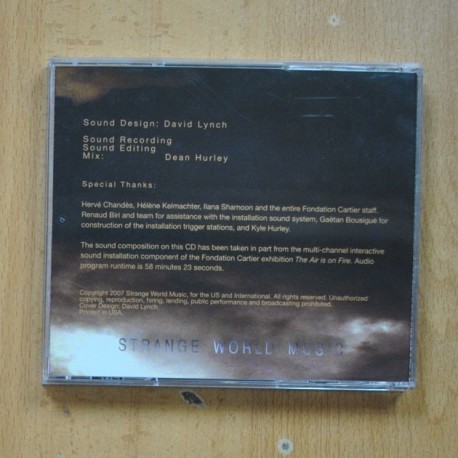 Sound Design: David Lynch
Sound Recording
Sound Editing
Mix: Dean Hurley
Special Thanks:
Hervé Chandès, Hélène Kelmachter, Ilana Shamoon and the entire Fondation Cartier staff,
Renaud Biri and team for assistance with the installation sound system, Gaëtan Bousigué for
construction of the installation trigger stations, and Kyle Hurley.
The sound composition on this CD has been taken in part from the multi-channel interactive
sound installation component of the Fondation Cartier exhibition The Air is on Fire. Audio
program runtime is 58 minutes 23 seconds.
Copyright 2007 Strange World Music, for the US and International. All rights reserved. Unauthorized
copying, reproduction, hiring, lending, public performance and broadcasting prohibited.
Cover Design: David Lynch
Printed in USA.
STRANGE WORLD MUSIC